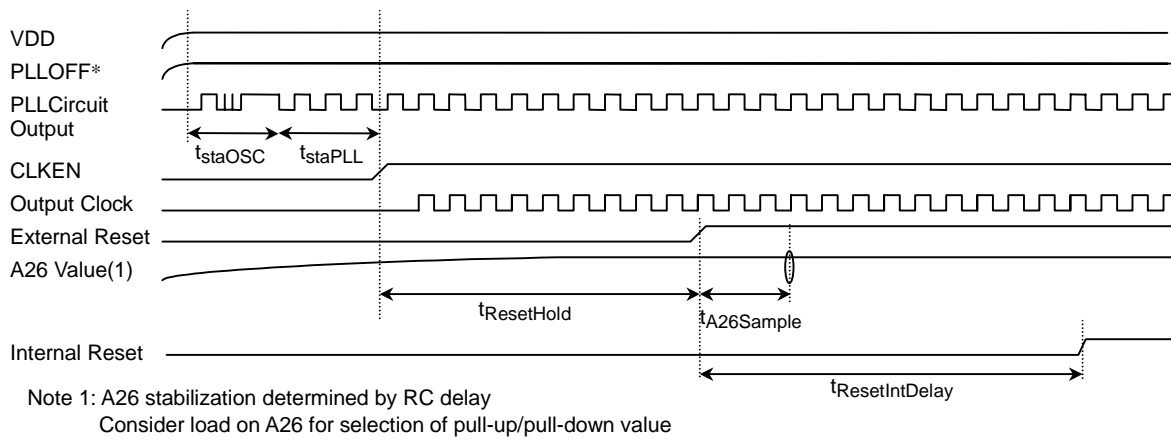 VDD
PLLOFF*
PLLCircuit
Output
tstaOSC
tstaPLL
CLKEN
Output Clock
External Reset
A26 Value(1)
tResetHold
tA26Sample
Internal Reset
tResetIntDelay
Note 1: A26 stabilization determined by RC delay
Consider load on A26 for selection of pull-up/pull-down value